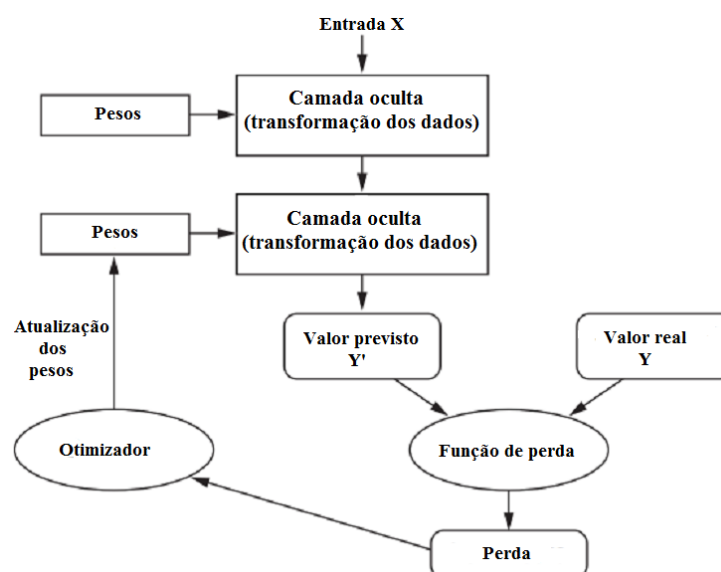 Entrada X
Camada oculta
(transformação dos dados)
Pesos
Camada oculta
(transformação dos dados)
Pesos
Atualização
dos
pesos
Valor previsto
Y'
Valor real
Y
Otimizador
Função de perda
Perda